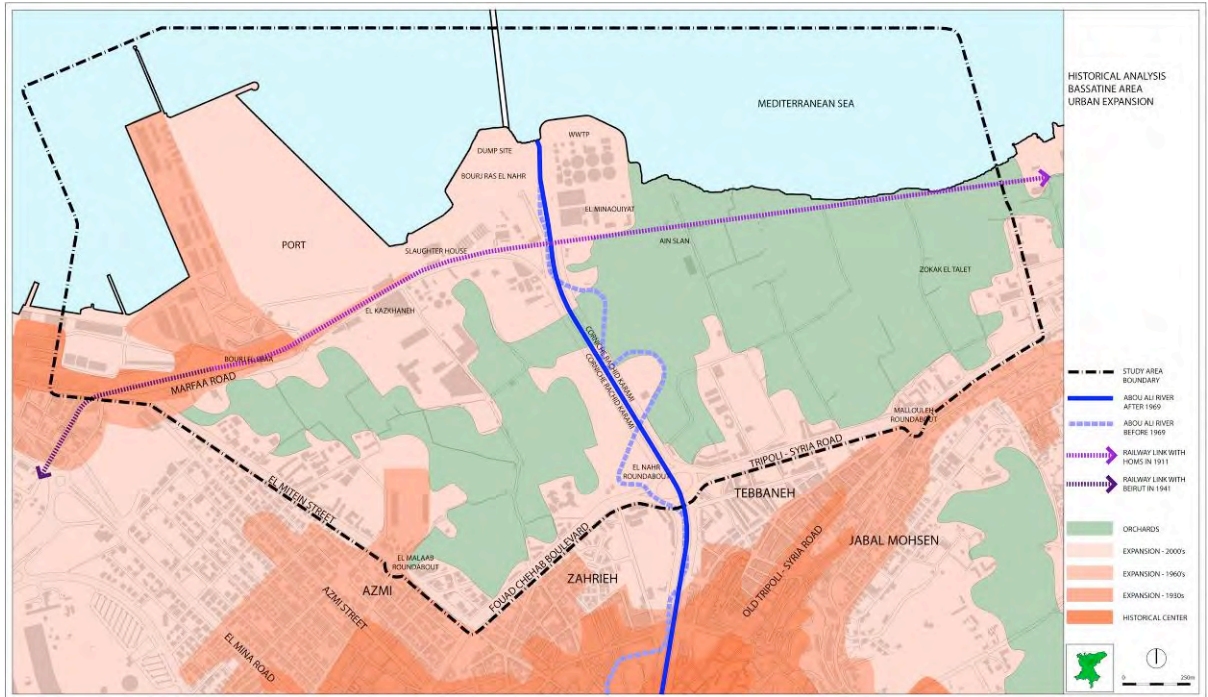 HISTORICAL ANALYSIS
BASSATINE AREA
URBAN EXPANSION
MEDITERRANEAN SEA
WWTP
DUMP SITE
BOURJ RAS EL NAHR
EL MINAOUIYAT
PORT
SLAUGHTER HOUSE
AIN SLAN
ZOKAK EL TALET
EL KAZKHANEH
MARFAA ROAD
CORNICHE RACHID KARAMI
CORNICHE RACHID KARAMI
MALLOULEH
ROUNDABOUT
TRIPOLI - SYRIA ROAD
EL NAHR
ROUNDABOUT
TEBBANEH
EL MITEIN STREET
JABAL MOHSEN
OLD TRIPOLI - SYRIA ROAD
FOUAD CHEHAB BOULEVARD
EL MALAAB
ROUNDABOUT
ZAHRIEH
AZMI
AZMI STREET
EL MINA ROAD
STUDY AREA
BOUNDARY
ABOU ALI RIVER
AFTER 1969
ABOU ALI RIVER
BEFORE 1969
RAILWAY LINK WITH
HOMS IN 1911
RAILWAY LINK WITH
BEIRUT IN 1941
ORCHARDS
EXPANSION - 2000's
EXPANSION - 1960's
EXPANSION - 1930s
HISTORICAL CENTER
0 250m